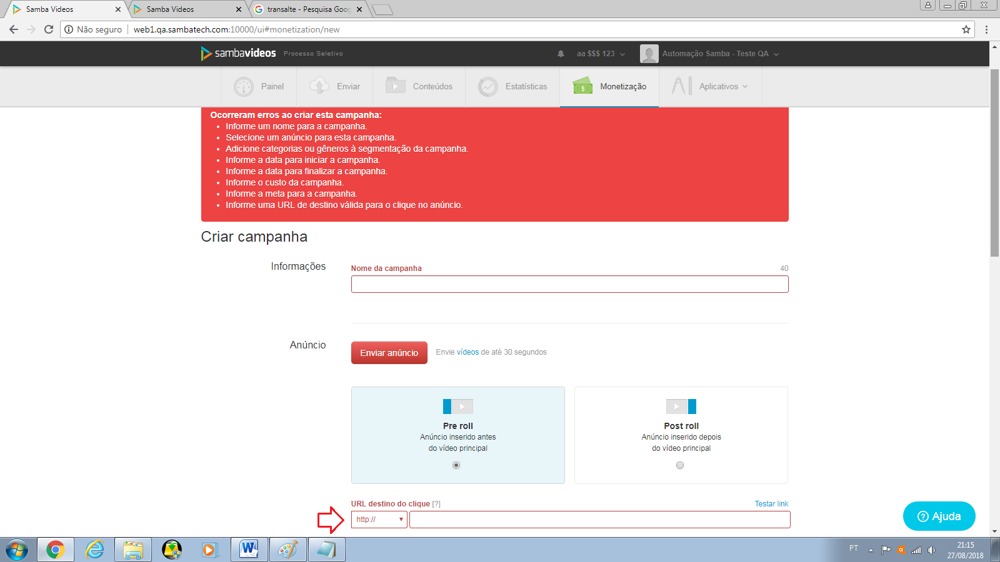 Samba Videos
Samba Videos
transalte - Pesquisa Goo
Não seguro
web1.qa.sambatech.com:10000/ui#monetization/new
sambavideos
Processo Seletivo
aa $$$ 123
Automação Samba - Teste QA
Painel
Enviar
Conteúdos
Estatísticas
Monetização
Aplicativos
Ocorreram erros ao criar esta campanha:
Informe um nome para a campanha.
Selecione um anúncio para esta campanha.
Adicione categorias ou gêneros à segmentação da campanha.
Informe a data para iniciar a campanha.
Informe a data para finalizar a campanha.
Informe o custo da campanha.
Informe a meta para a campanha.
Informe uma URL de destino válida para o clique no anúncio.
Criar campanha
Informações
Nome da campanha
40
Anúncio
Enviar anúncio
Envie vídeos de até 30 segundos
Pre roll
Anúncio inserido antes
do vídeo principal
Post roll
Anúncio inserido depois
do vídeo principal
URL destino do clique [?]
Testar link
http://
Ajuda
PT
21:15
27/08/2018